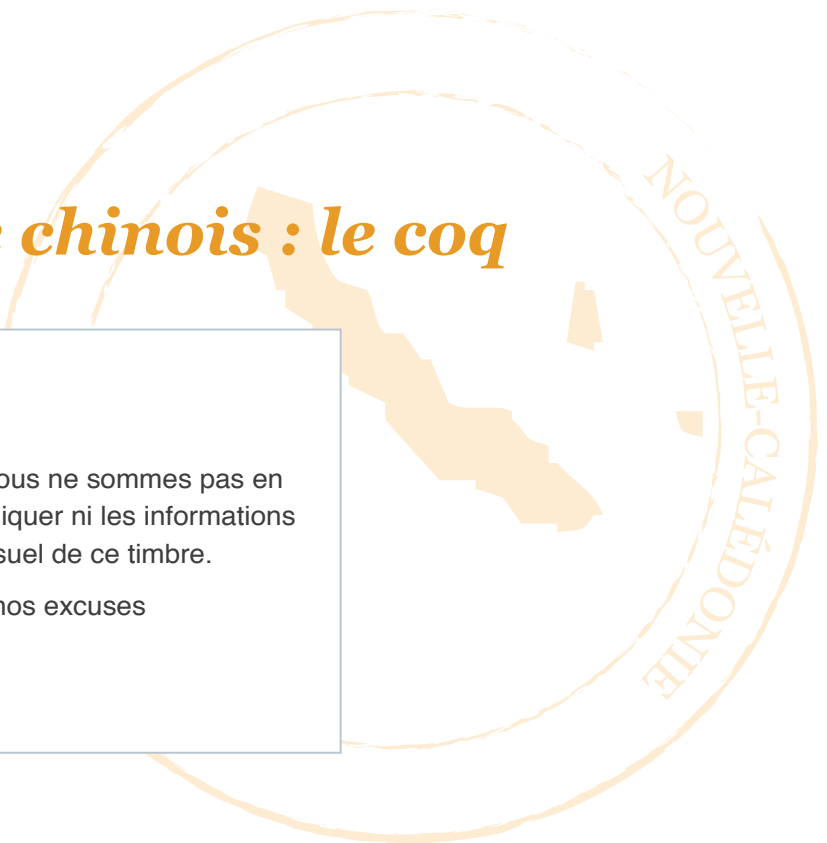 chinois : le coq
ous ne sommes pas en
iquer ni les informations
suel de ce timbre.
nos excuses
NOUVELLE-CALÉDONIE